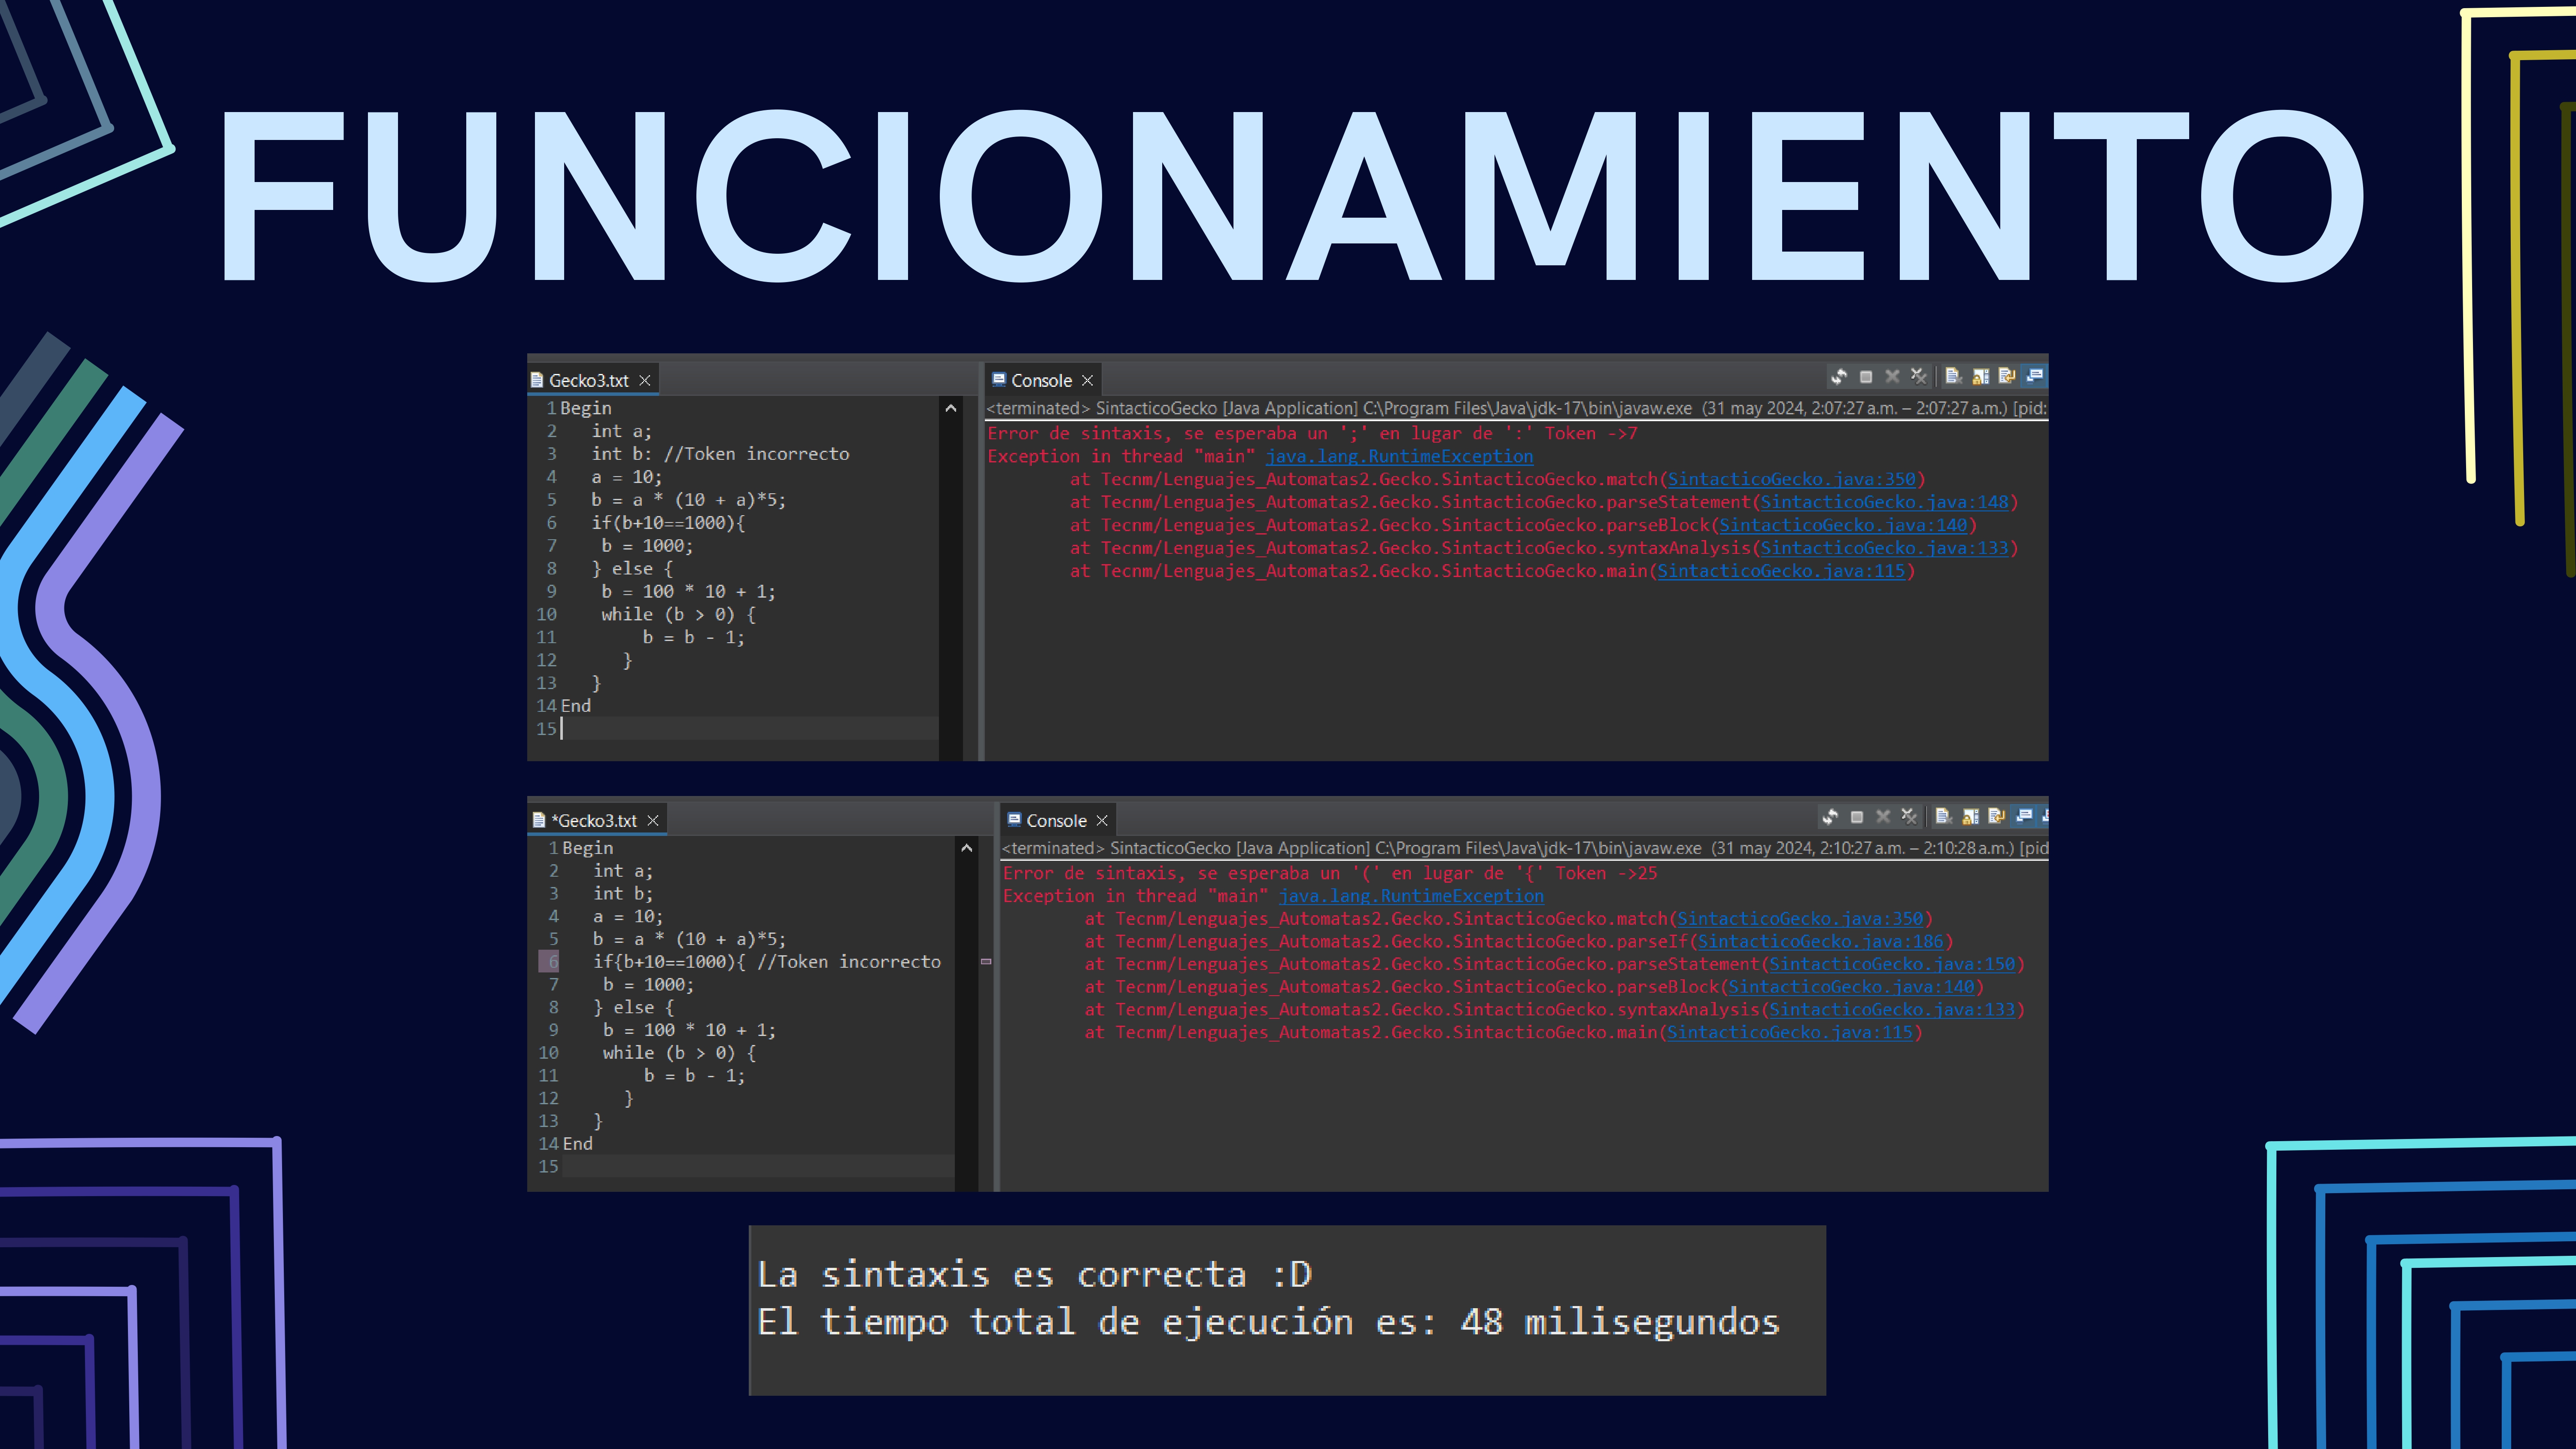 FUNCIONAMIENTO
Gecko3.txt
1 Begin
2 int a;
3 int b: //Token incorrecto
4 a = 10;
5 b = a * (10 + a)*5;
6 if(b+10==1000){
7 b = 1000;
8 } else {
9 b = 100 * 10 + 1;
10 while (b > 0) {
11 b = b - 1;
12 }
13 }
14 End
15
Console
<terminated> SintacticoGecko [Java Application] C:\Program Files\Java\jdk-17\bin\javaw.exe (31 may 2024, 2:07:27 a.m. – 2:07:27 a.m.) [pid:
Error de sintaxis, se esperaba un ';' en lugar de ':' Token ->7
Exception in thread "main" java.lang.RuntimeException
at Tecnm/Lenguajes_Automatas2.Gecko.SintacticoGecko.match(SintacticoGecko.java:350)
at Tecnm/Lenguajes_Automatas2.Gecko.SintacticoGecko.parseStatement(SintacticoGecko.java:148)
at Tecnm/Lenguajes_Automatas2.Gecko.SintacticoGecko.parseBlock(SintacticoGecko.java:140)
at Tecnm/Lenguajes_Automatas2.Gecko.SintacticoGecko.syntaxAnalysis(SintacticoGecko.java:133)
at Tecnm/Lenguajes_Automatas2.Gecko.SintacticoGecko.main(SintacticoGecko.java:115)
*Gecko3.txt
1 Begin
2 int a;
3 int b;
4 a = 10;
5 b = a * (10 + a)*5;
6 if{b+10==1000){ //Token incorrecto
7 b = 1000;
8 } else {
9 b = 100 * 10 + 1;
10 while (b > 0) {
11 b = b - 1;
12 }
13 }
14 End
15
Console
<terminated> SintacticoGecko [Java Application] C:\Program Files\Java\jdk-17\bin\javaw.exe (31 may 2024, 2:10:27 a.m. – 2:10:28 a.m.) [pid
Error de sintaxis, se esperaba un '(' en lugar de '{' Token ->25
Exception in thread "main" java.lang.RuntimeException
at Tecnm/Lenguajes_Automatas2.Gecko.SintacticoGecko.match(SintacticoGecko.java:350)
at Tecnm/Lenguajes_Automatas2.Gecko.SintacticoGecko.parseIf(SintacticoGecko.java:186)
at Tecnm/Lenguajes_Automatas2.Gecko.SintacticoGecko.parseStatement(SintacticoGecko.java:150)
at Tecnm/Lenguajes_Automatas2.Gecko.SintacticoGecko.parseBlock(SintacticoGecko.java:140)
at Tecnm/Lenguajes_Automatas2.Gecko.SintacticoGecko.syntaxAnalysis(SintacticoGecko.java:133)
at Tecnm/Lenguajes_Automatas2.Gecko.SintacticoGecko.main(SintacticoGecko.java:115)
La sintaxis es correcta :D
El tiempo total de ejecución es: 48 milisegundos